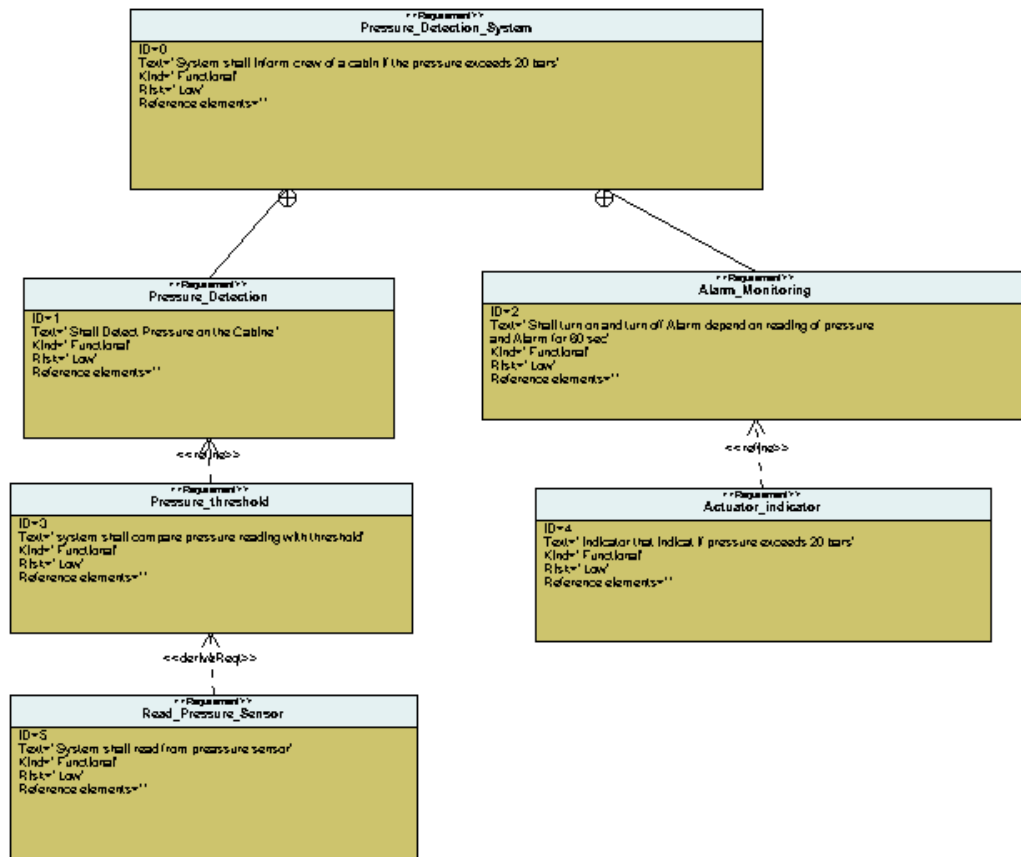 <<Requirement>>
Pressure_Detection_System
ID=0
Text="System shall inform crew of a cabin if the pressure exceeds 20 bars"
Kind="Functional"
Risk="Low"
Reference elements=""
<<Requirement>>
Pressure_Detection
ID=1
Text="Shall Detect Pressure on the Cabine"
Kind="Functional"
Risk="Low"
Reference elements=""
<<Requirement>>
Alarm_Monitoring
ID=2
Text="Shall turn on and turn off Alarm depend on reading of pressure
and Alarm for 60 sec"
Kind="Functional"
Risk="Low"
Reference elements=""
<<refine>>
<<refine>>
<<Requirement>>
Pressure_threshold
ID=3
Text="system shall compare pressure reading with threshold"
Kind="Functional"
Risk="Low"
Reference elements=""
<<Requirement>>
Actuator_indicator
ID=4
Text="Indicator that indicat if pressure exceeds 20 bars"
Kind="Functional"
Risk="Low"
Reference elements=""
<<deriveReqt>>
<<Requirement>>
Read_Pressure_Sensor
ID=5
Text="System shall read from preassure sensor"
Kind="Functional"
Risk="Low"
Reference elements=""